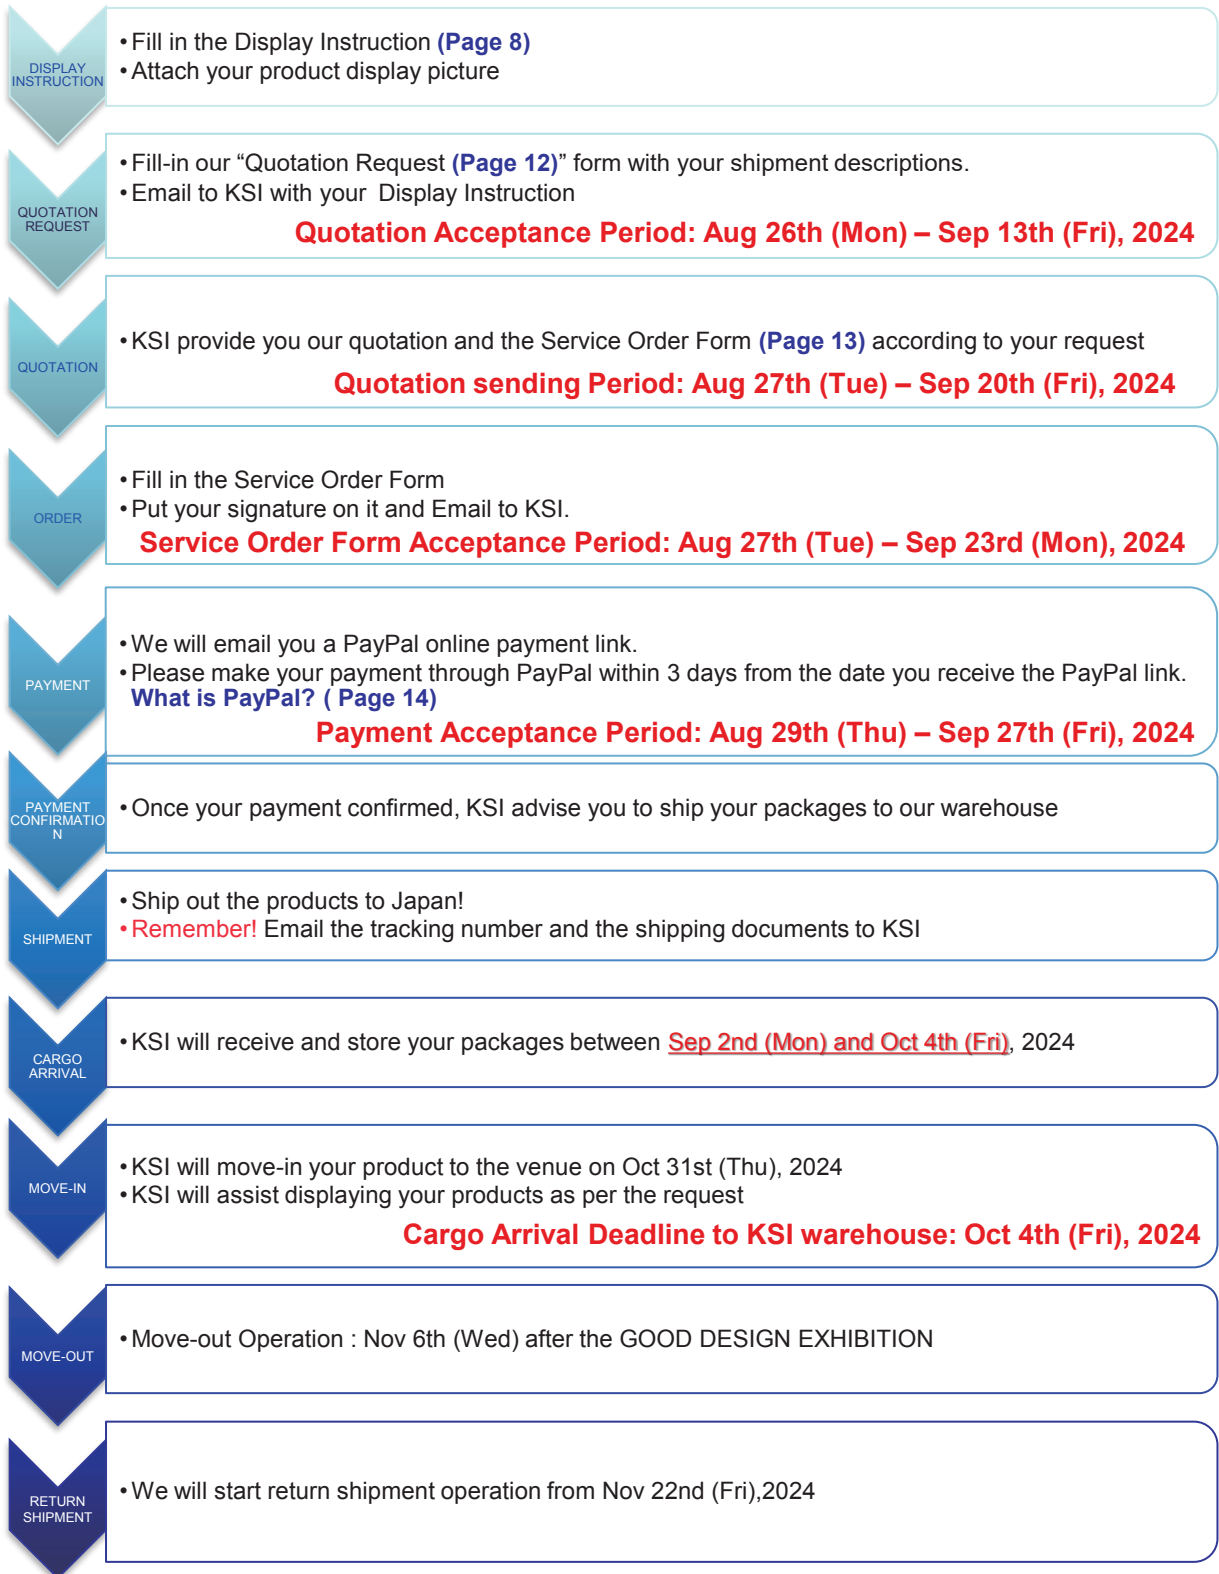 DISPLAY
INSTRUCTION
• Fill in the Display Instruction (Page 8)
• Attach your product display picture
QUOTATION
REQUEST
• Fill-in our “Quotation Request (Page 12)” form with your shipment descriptions.
• Email to KSI with your Display Instruction
Quotation Acceptance Period: Aug 26th (Mon) – Sep 13th (Fri), 2024
QUOTATION
• KSI provide you our quotation and the Service Order Form (Page 13) according to your request
Quotation sending Period: Aug 27th (Tue) – Sep 20th (Fri), 2024
ORDER
• Fill in the Service Order Form
• Put your signature on it and Email to KSI.
Service Order Form Acceptance Period: Aug 27th (Tue) – Sep 23rd (Mon), 2024
PAYMENT
• We will email you a PayPal online payment link.
• Please make your payment through PayPal within 3 days from the date you receive the PayPal link.
What is PayPal? ( Page 14)
Payment Acceptance Period: Aug 29th (Thu) – Sep 27th (Fri), 2024
PAYMENT
CONFIRMATIO
N
• Once your payment confirmed, KSI advise you to ship your packages to our warehouse
SHIPMENT
• Ship out the products to Japan!
• Remember! Email the tracking number and the shipping documents to KSI
CARGO
ARRIVAL
• KSI will receive and store your packages between Sep 2nd (Mon) and Oct 4th (Fri), 2024
MOVE-IN
• KSI will move-in your product to the venue on Oct 31st (Thu), 2024
• KSI will assist displaying your products as per the request
Cargo Arrival Deadline to KSI warehouse: Oct 4th (Fri), 2024
MOVE-OUT
• Move-out Operation : Nov 6th (Wed) after the GOOD DESIGN EXHIBITION
RETURN
SHIPMENT
• We will start return shipment operation from Nov 22nd (Fri),2024